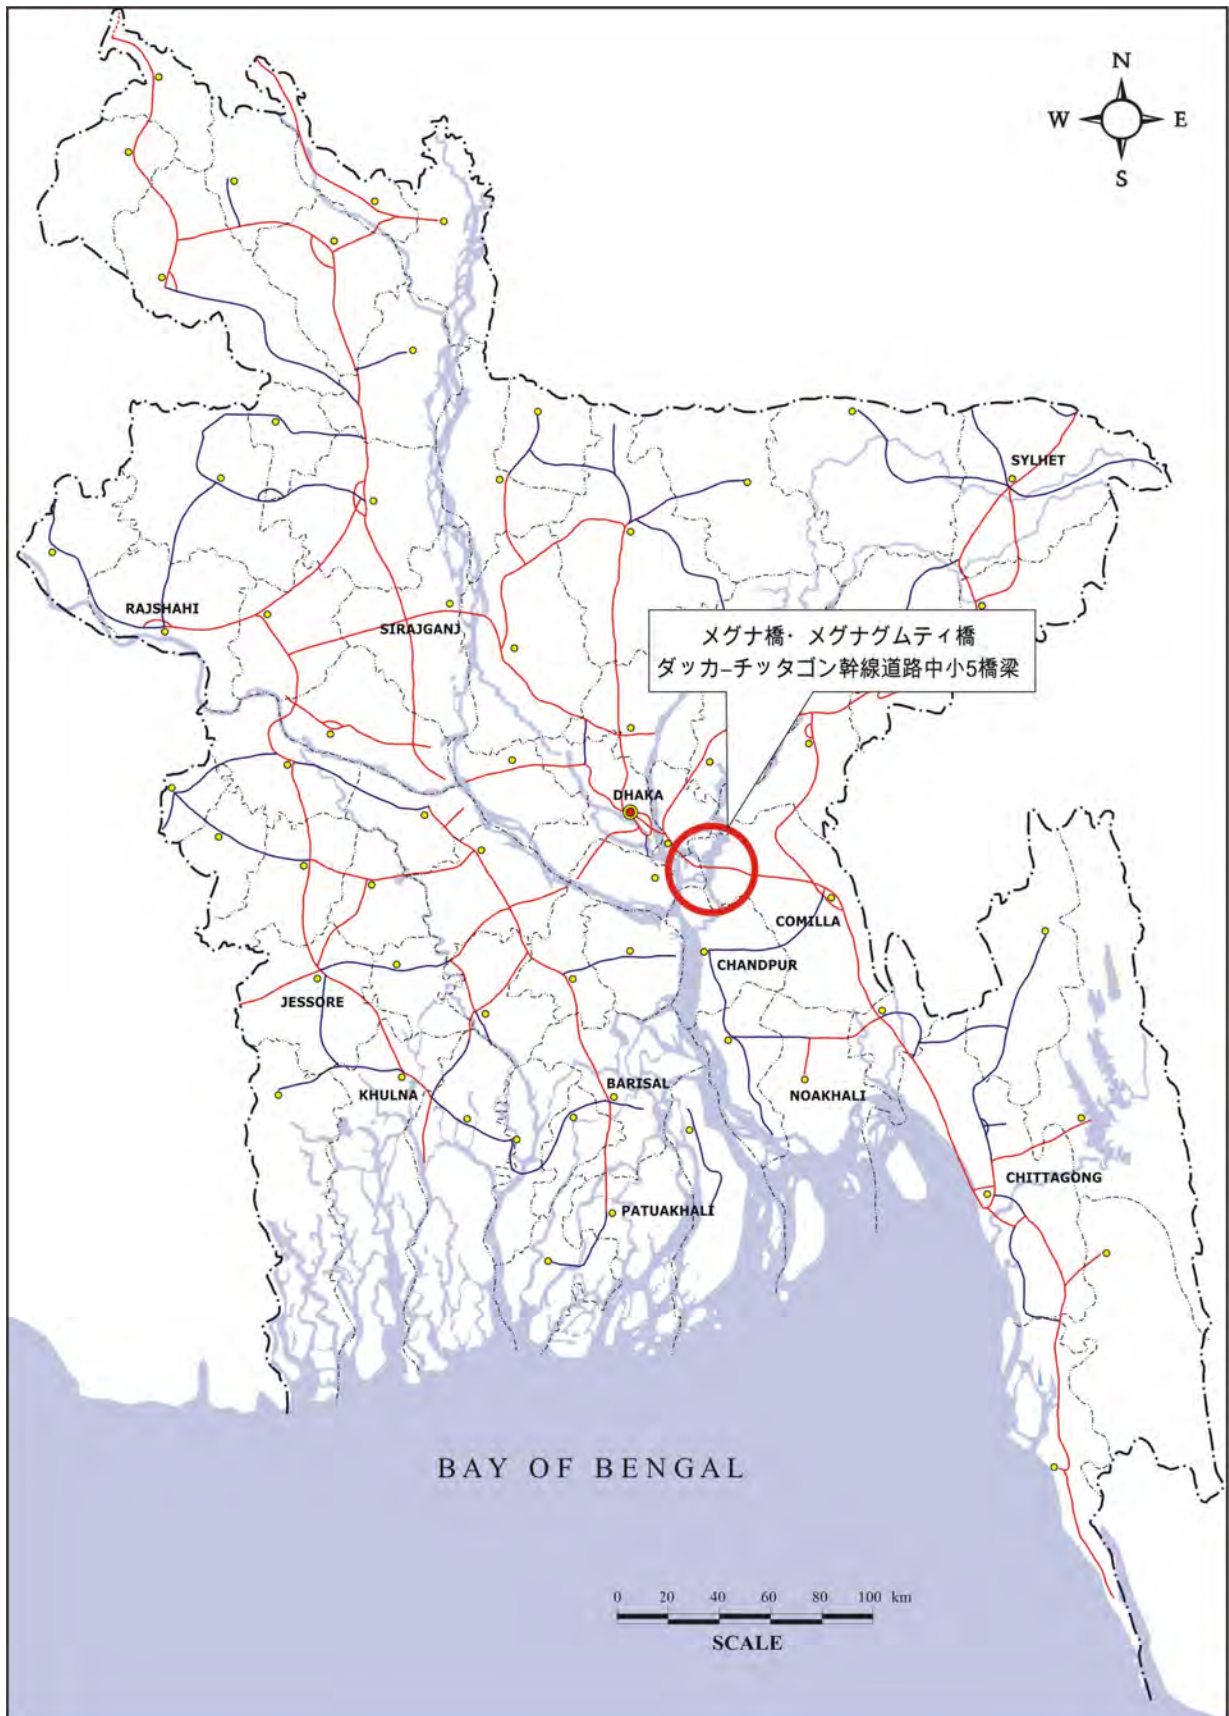 N
W E
S
SYLHET
RAJSHAHI
SIRAJGANJ
メグナ橋・メグナグムティ橋
ダッカ–チッタゴン幹線道路中小5橋梁
DHAKA
COMILLA
CHANDPUR
JESSORE
KHULNA
BARISAL
NOAKHALI
CHITTAGONG
PATUAKHALI
BAY OF BENGAL
0 20 40 60 80 100 km
SCALE